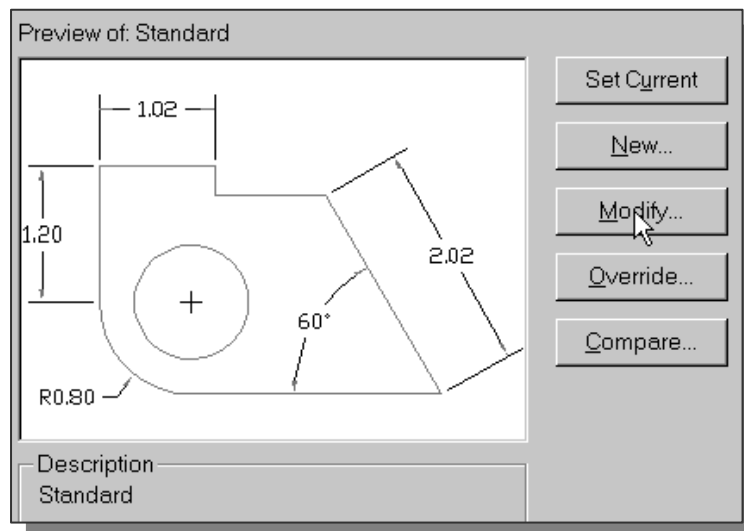 Preview of: Standard
1.02
1.20
2.02
60°
R0.80
Set Current
New...
Modify...
Override...
Compare...
Description
Standard